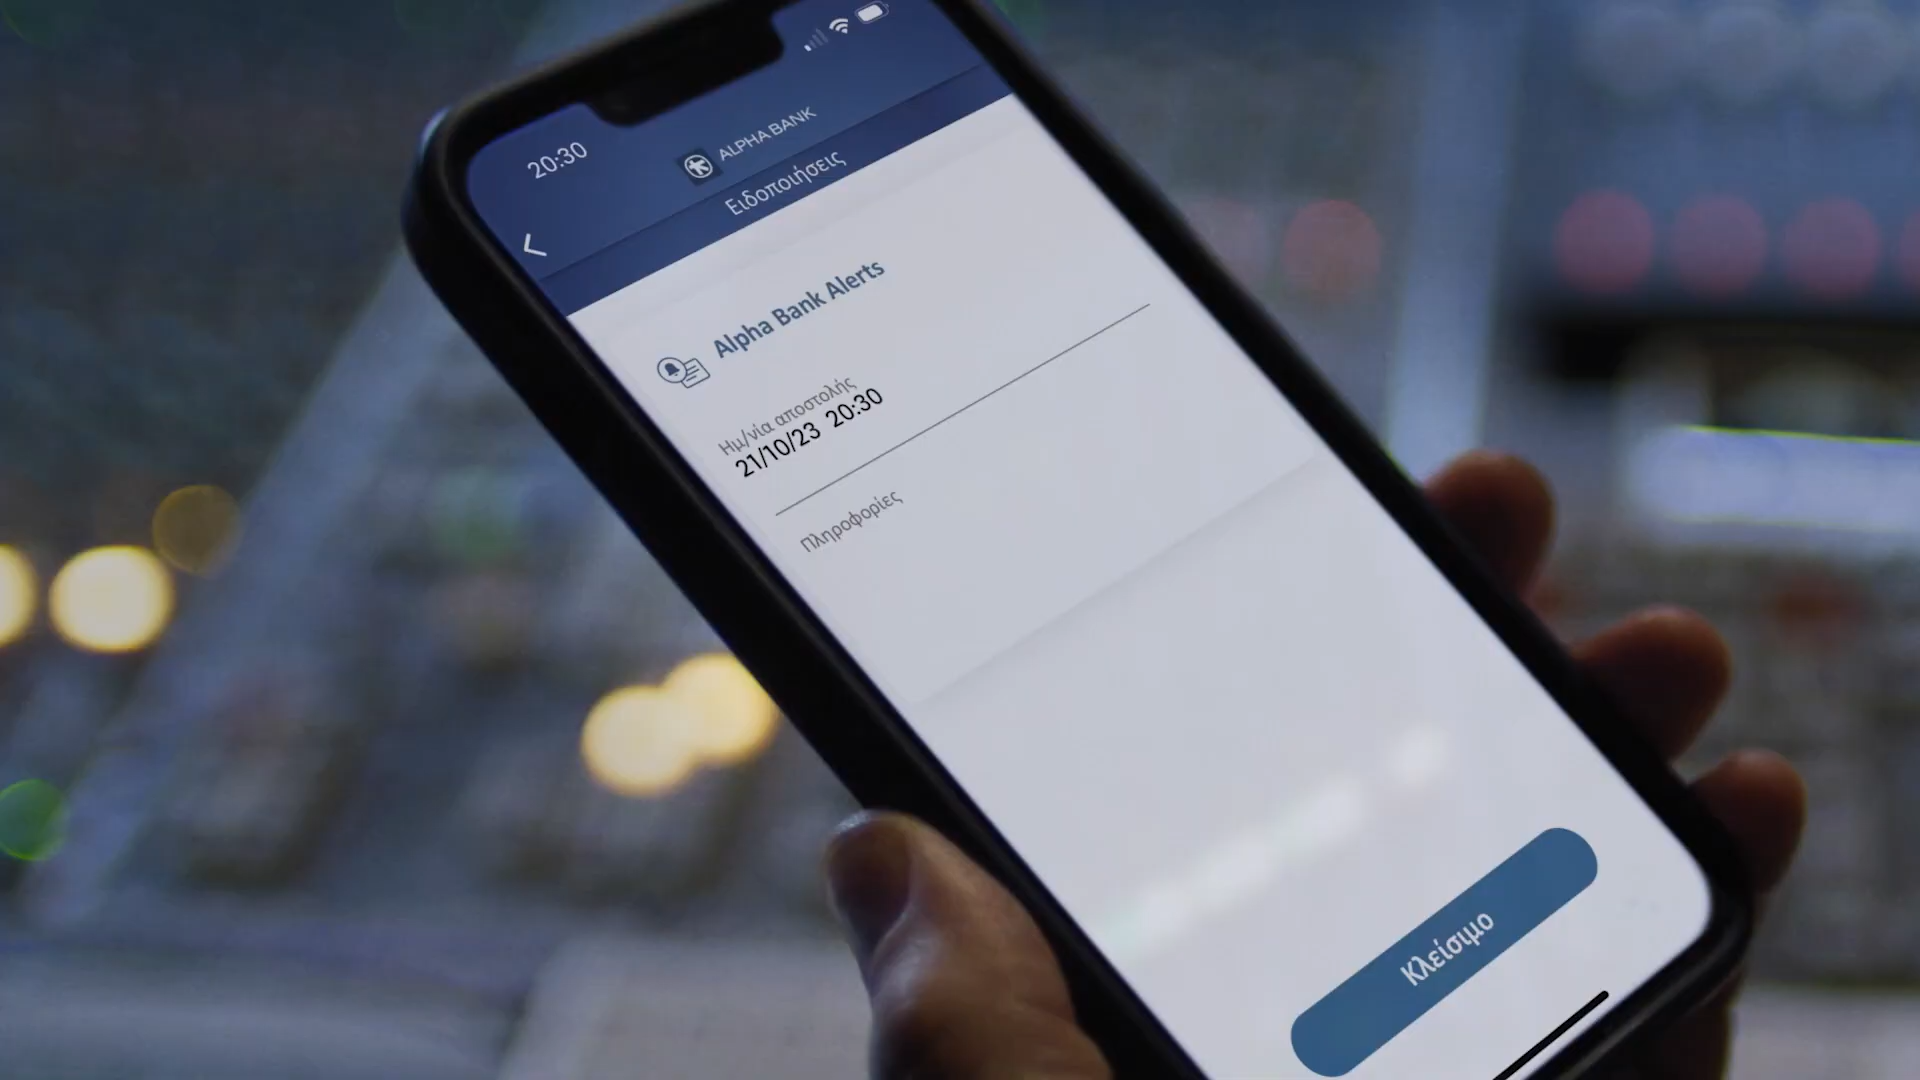 20:30
ALPHA BANK
Ειδοποιήσεις
Alpha Bank Alerts
Ημ/νία αποστολής
21/10/23 20:30
Πληροφορίες
Κλείσιμο